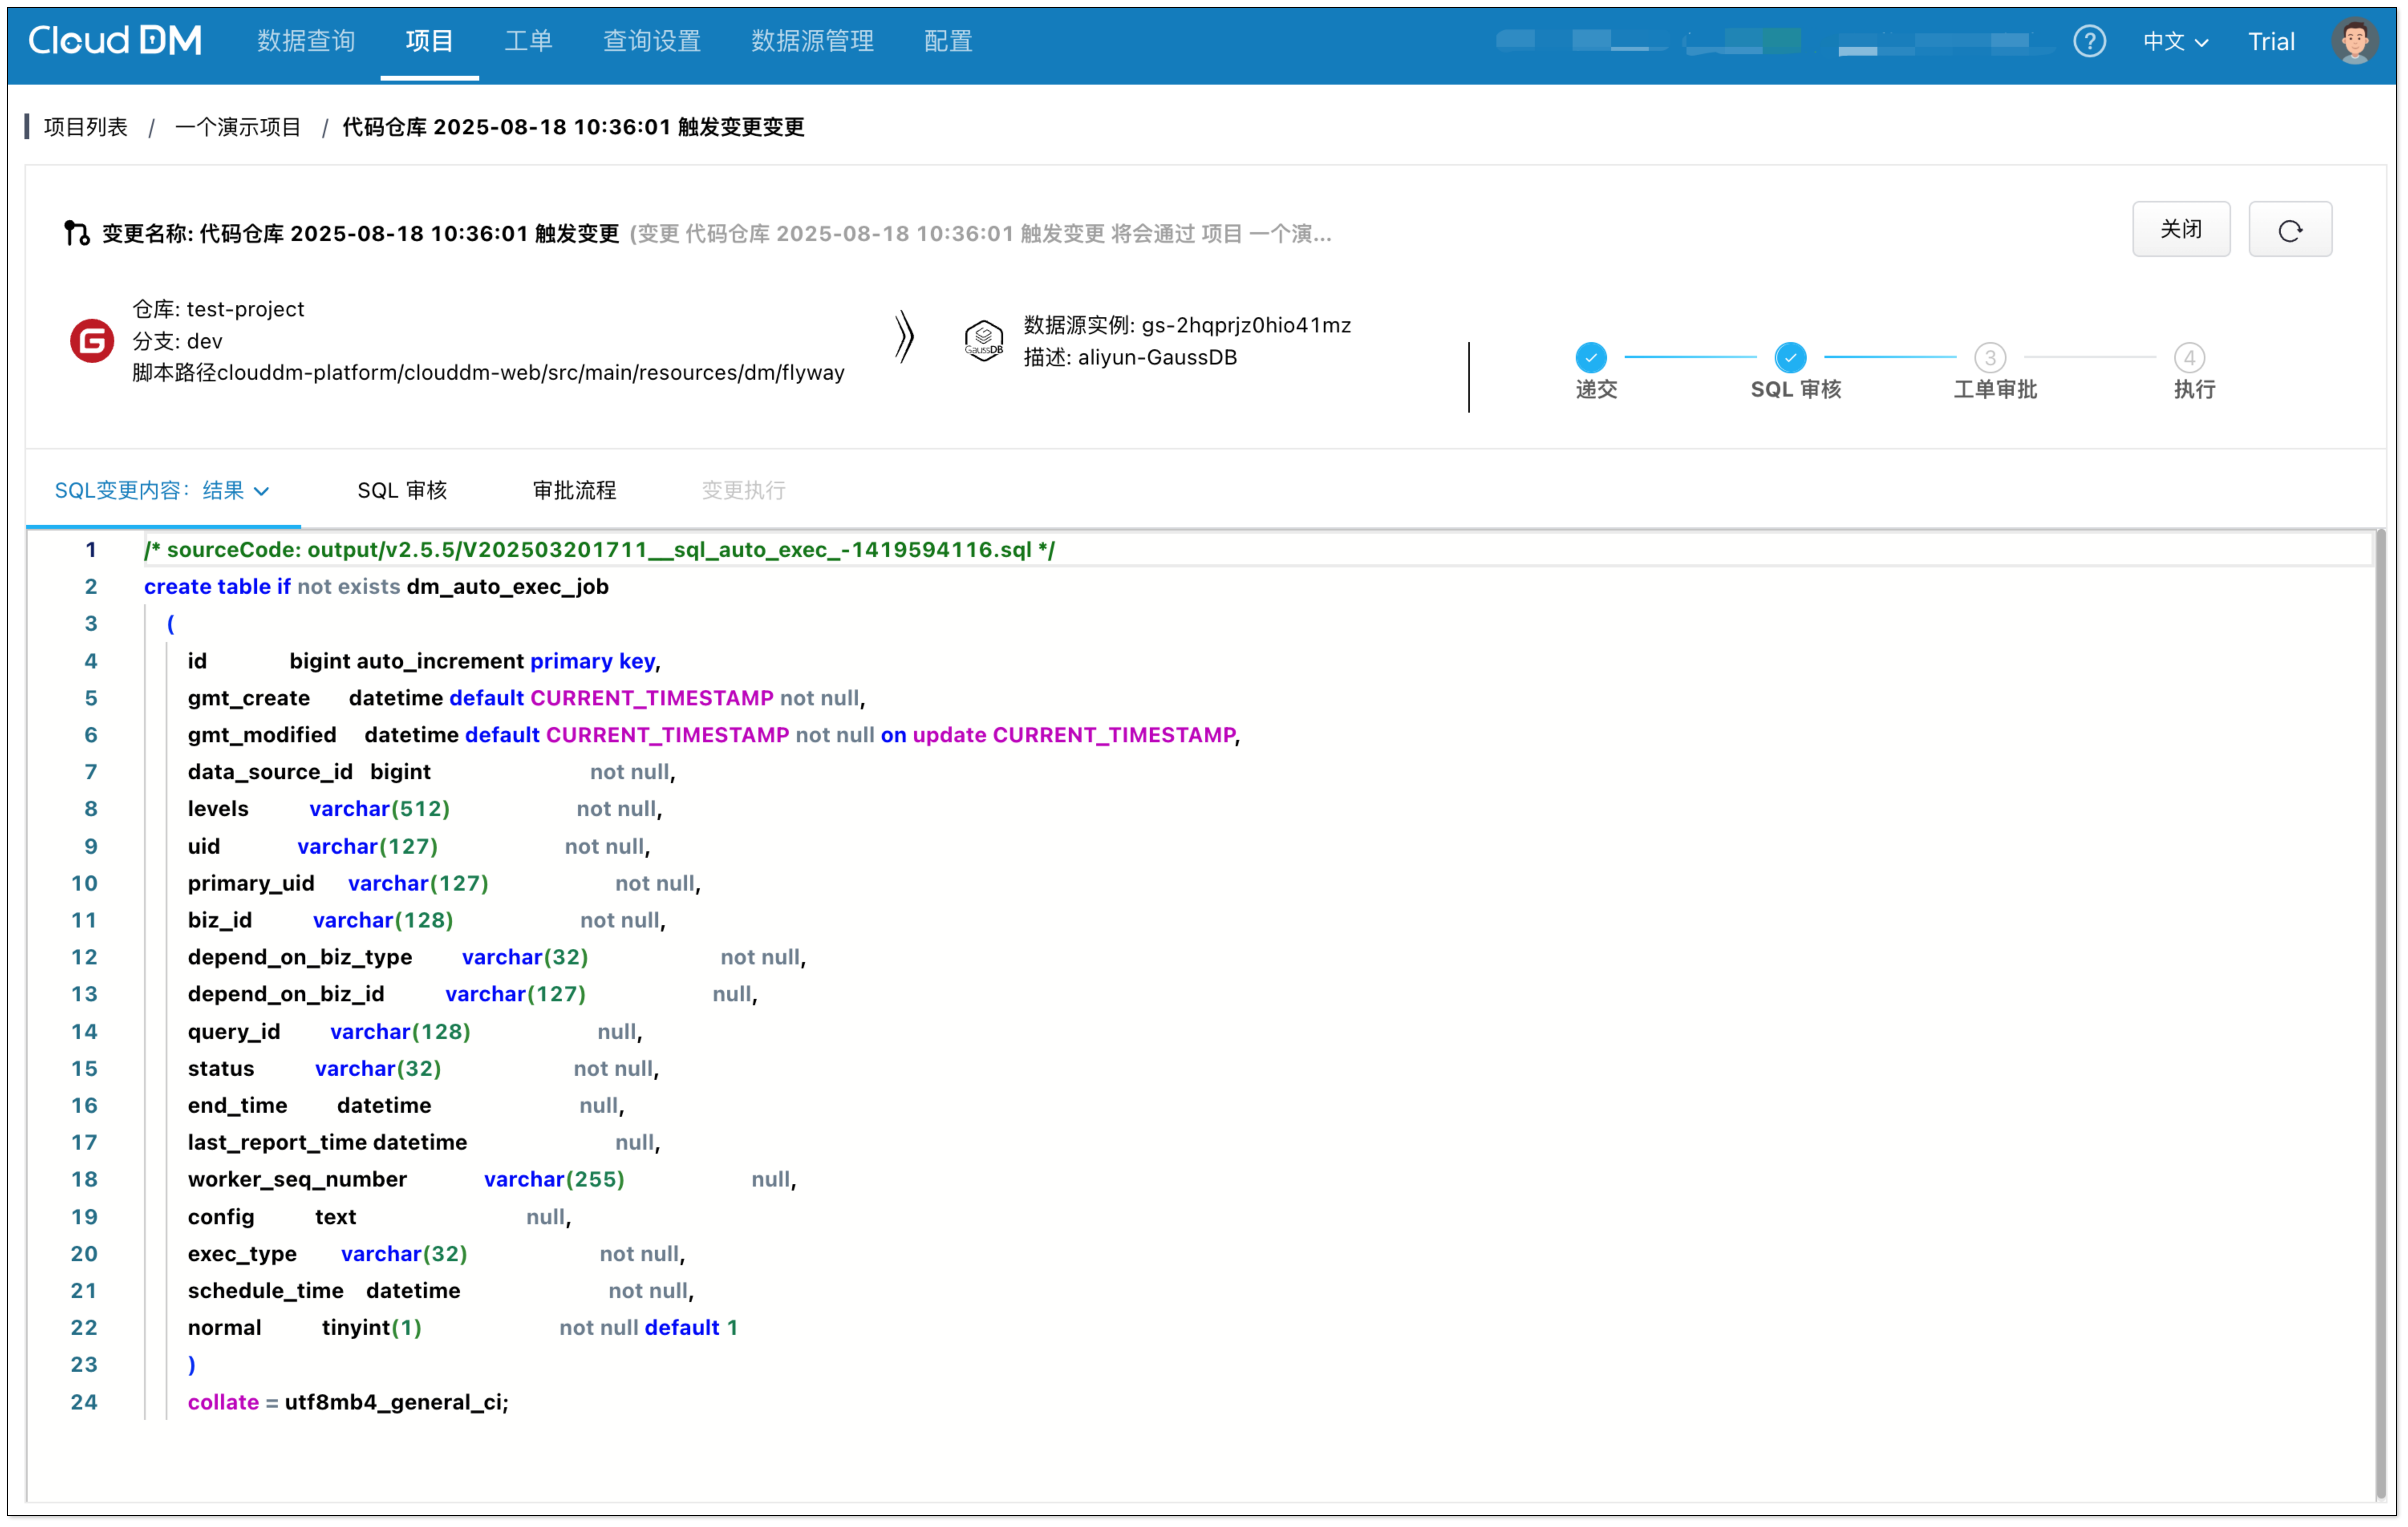 Cloud DM 数据查询 项目 工单 查询设置 数据源管理 配置 ? 中文 Trial
项目列表 / 一个演示项目 / 代码仓库 2025-08-18 10:36:01 触发变更变更
变更名称: 代码仓库 2025-08-18 10:36:01 触发变更 (变更 代码仓库 2025-08-18 10:36:01 触发变更 将会通过 项目 一个演... 关闭
仓库: test-project
分支: dev
脚本路径clouddm-platform/clouddm-web/src/main/resources/dm/flyway
GaussDB
数据源实例: gs-2hqprjz0hio41mz
描述: aliyun-GaussDB
3 4
递交 SQL 审核 工单审批 执行
SQL变更内容: 结果 SQL 审核 审批流程 变更执行
1 /* sourceCode: output/v2.5.5/V202503201711__sql_auto_exec_-1419594116.sql */
2 create table if not exists dm_auto_exec_job
3 (
4 id bigint auto_increment primary key,
5 gmt_create datetime default CURRENT_TIMESTAMP not null,
6 gmt_modified datetime default CURRENT_TIMESTAMP not null on update CURRENT_TIMESTAMP,
7 data_source_id bigint not null,
8 levels varchar(512) not null,
9 uid varchar(127) not null,
10 primary_uid varchar(127) not null,
11 biz_id varchar(128) not null,
12 depend_on_biz_type varchar(32) not null,
13 depend_on_biz_id varchar(127) null,
14 query_id varchar(128) null,
15 status varchar(32) not null,
16 end_time datetime null,
17 last_report_time datetime null,
18 worker_seq_number varchar(255) null,
19 config text null,
20 exec_type varchar(32) not null,
21 schedule_time datetime not null,
22 normal tinyint(1) not null default 1
23 )
24 collate = utf8mb4_general_ci;